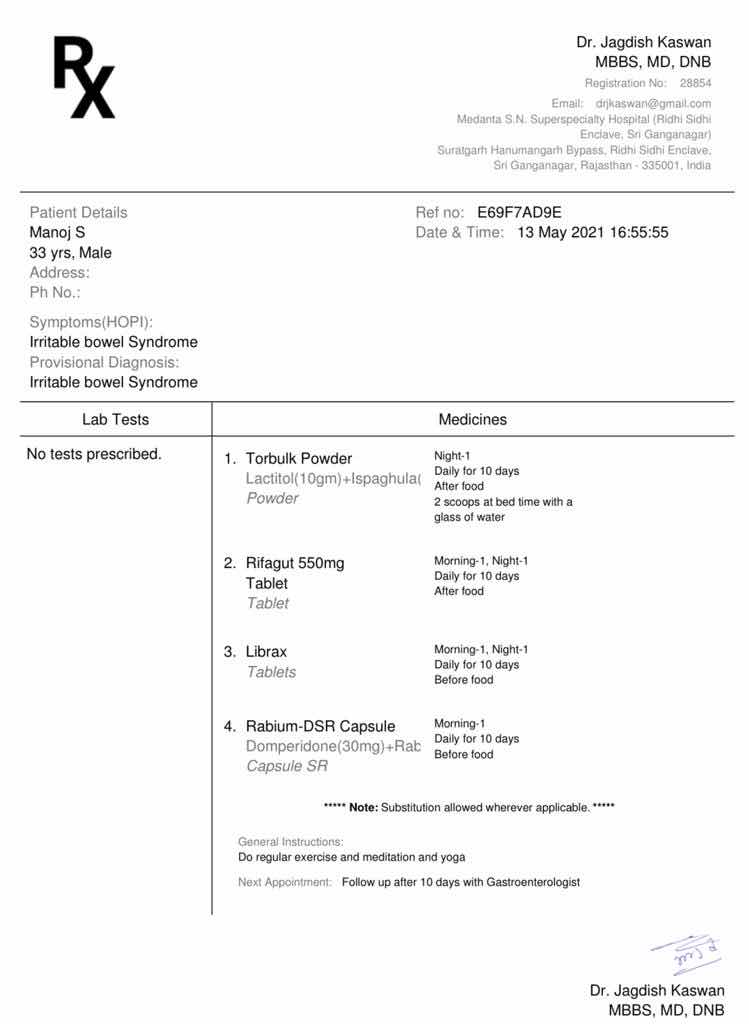 Rx
Dr. Jagdish Kaswan
MBBS, MD, DNB
Registration No: 28854
Email: drjkaswan@gmail.com
Medanta S.N. Superspecialty Hospital (Ridhi Sidhi
Enclave, Sri Ganganagar)
Suratgarh Hanumangarh Bypass, Ridhi Sidhi Enclave,
Sri Ganganagar, Rajasthan - 335001, India
Patient Details
Manoj S
33 yrs, Male
Address:
Ph No.:
Ref no: E69F7AD9E
Date & Time: 13 May 2021 16:55:55
Symptoms(HOPI):
Irritable bowel Syndrome
Provisional Diagnosis:
Irritable bowel Syndrome
Lab Tests
Medicines
No tests prescribed.
1. Torbulk Powder
Lactitol(10gm)+Ispaghula(
Powder
Night-1
Daily for 10 days
After food
2 scoops at bed time with a
glass of water
2. Rifagut 550mg
Tablet
Tablet
Morning-1, Night-1
Daily for 10 days
After food
3. Librax
Tablets
Morning-1, Night-1
Daily for 10 days
Before food
4. Rabium-DSR Capsule
Domperidone(30mg)+Rab
Capsule SR
Morning-1
Daily for 10 days
Before food
***** Note: Substitution allowed wherever applicable. *****
General Instructions:
Do regular exercise and meditation and yoga
Next Appointment: Follow up after 10 days with Gastroenterologist
Dr. Jagdish Kaswan
MBBS, MD, DNB